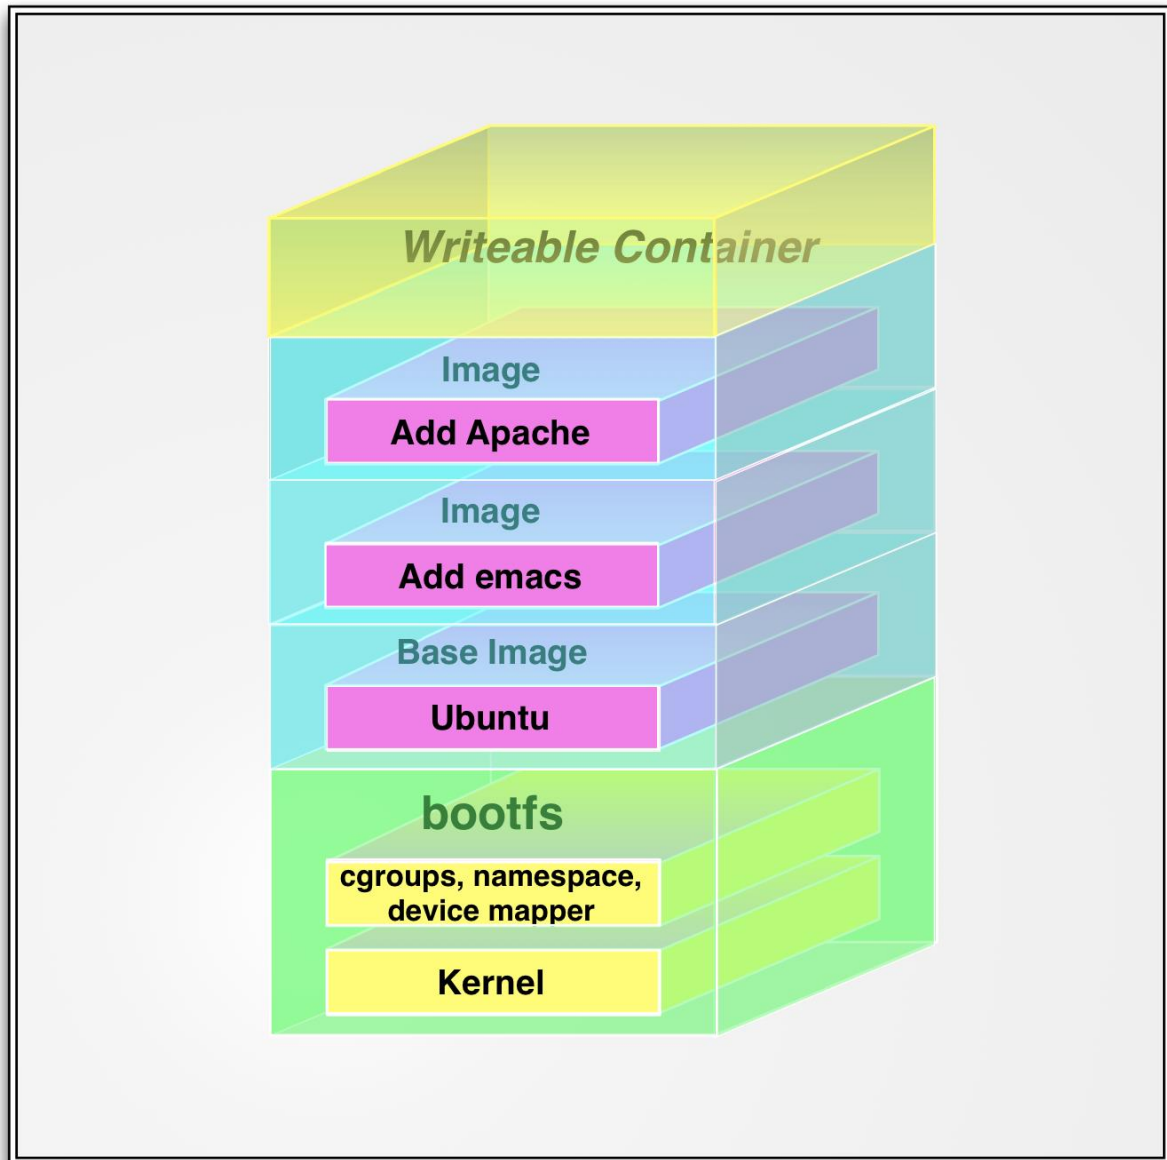 Writeable Container
Image
Add Apache
Image
Add emacs
Base Image
Ubuntu
bootfs
cgroups, namespace,
device mapper
Kernel